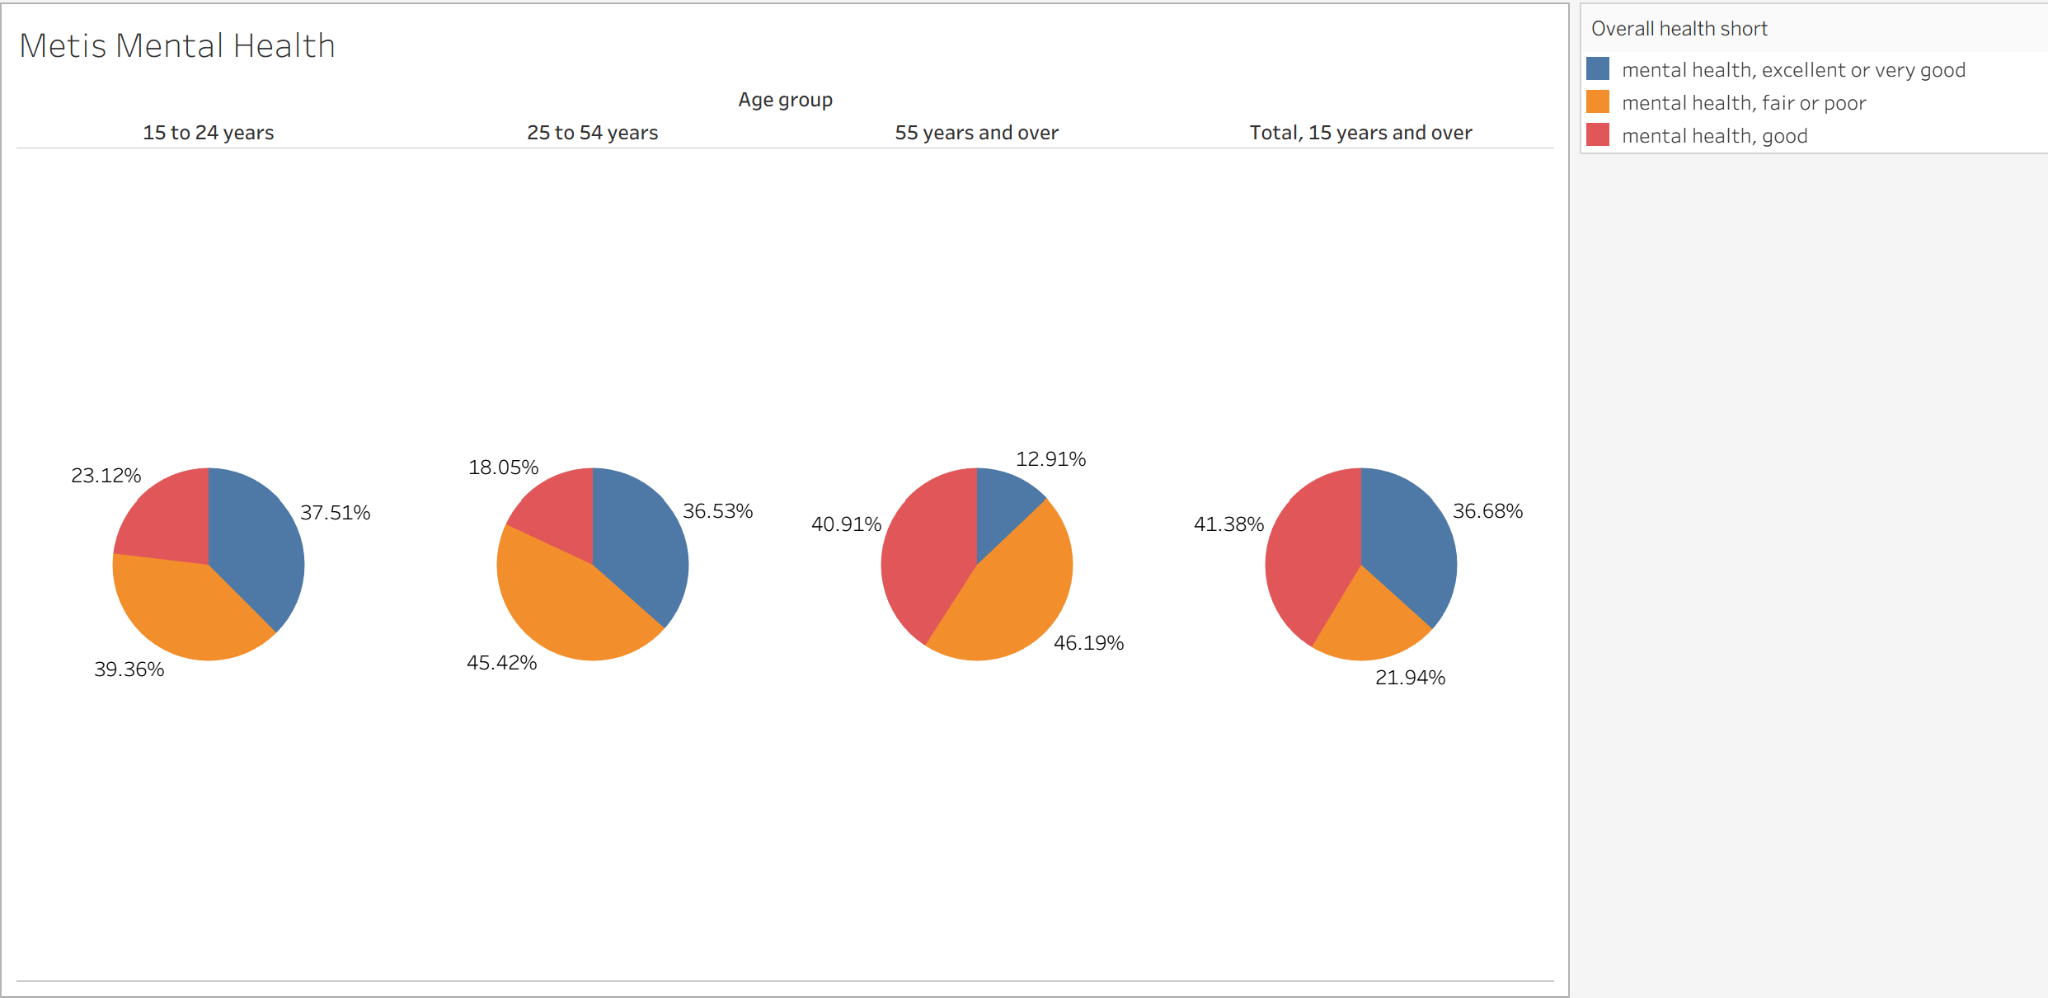 Metis Mental Health
Age group
15 to 24 years
25 to 54 years
55 years and over
Total, 15 years and over
23.12%
37.51%
39.36%
18.05%
36.53%
45.42%
12.91%
40.91%
46.19%
36.68%
41.38%
21.94%
Overall health short
mental health, excellent or very good
mental health, fair or poor
mental health, good